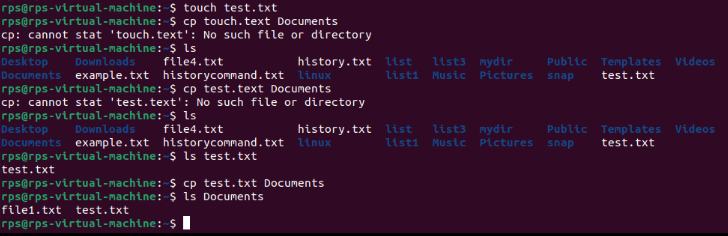 rps@rps-virtual-machine:~$ touch test.txt
rps@rps-virtual-machine:~$ cp touch.text Documents
cp: cannot stat 'touch.text': No such file or directory
rps@rps-virtual-machine:~$ ls
Desktop Downloads file4.txt history.txt list list3 mydir Public Templates Videos
Documents example.txt historycommand.txt linux list1 Music Pictures snap test.txt
rps@rps-virtual-machine:~$ cp test.text Documents
cp: cannot stat 'test.text': No such file or directory
rps@rps-virtual-machine:~$ ls
Desktop Downloads file4.txt history.txt list list3 mydir Public Templates Videos
Documents example.txt historycommand.txt linux list1 Music Pictures snap test.txt
rps@rps-virtual-machine:~$ ls test.txt
test.txt
rps@rps-virtual-machine:~$ cp test.txt Documents
rps@rps-virtual-machine:~$ ls Documents
file1.txt test.txt
rps@rps-virtual-machine:~$